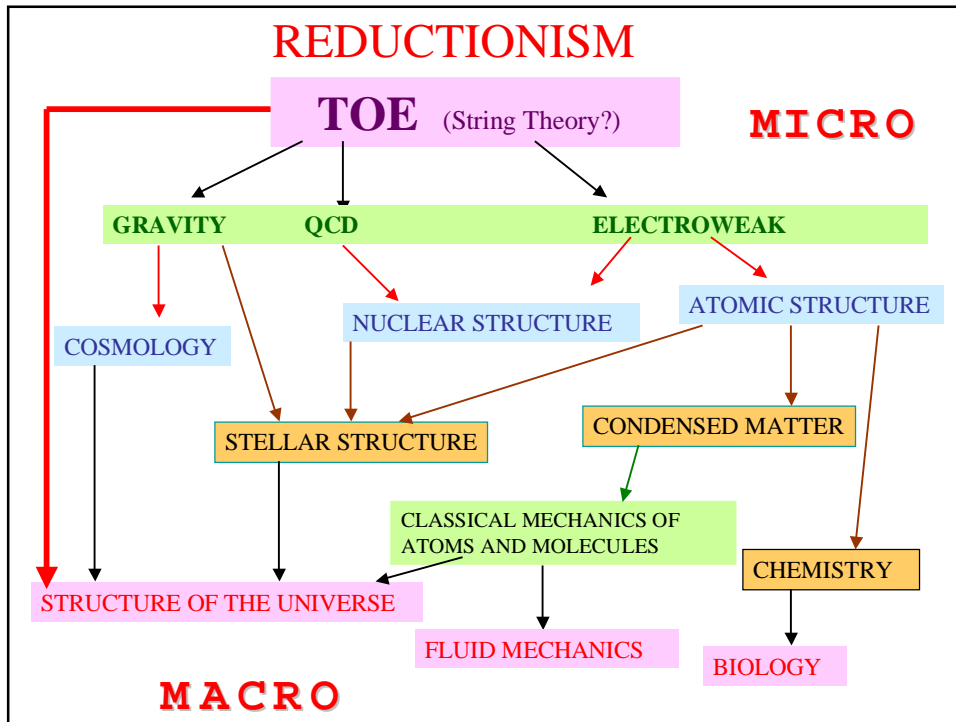 REDUCTIONISM
TOE (String Theory?)
MICRO
GRAVITY
QCD
ELECTROWEAK
ATOMIC STRUCTURE
NUCLEAR STRUCTURE
COSMOLOGY
STELLAR STRUCTURE
CONDENSED MATTER
CLASSICAL MECHANICS OF
ATOMS AND MOLECULES
CHEMISTRY
STRUCTURE OF THE UNIVERSE
FLUID MECHANICS
BIOLOGY
MACRO